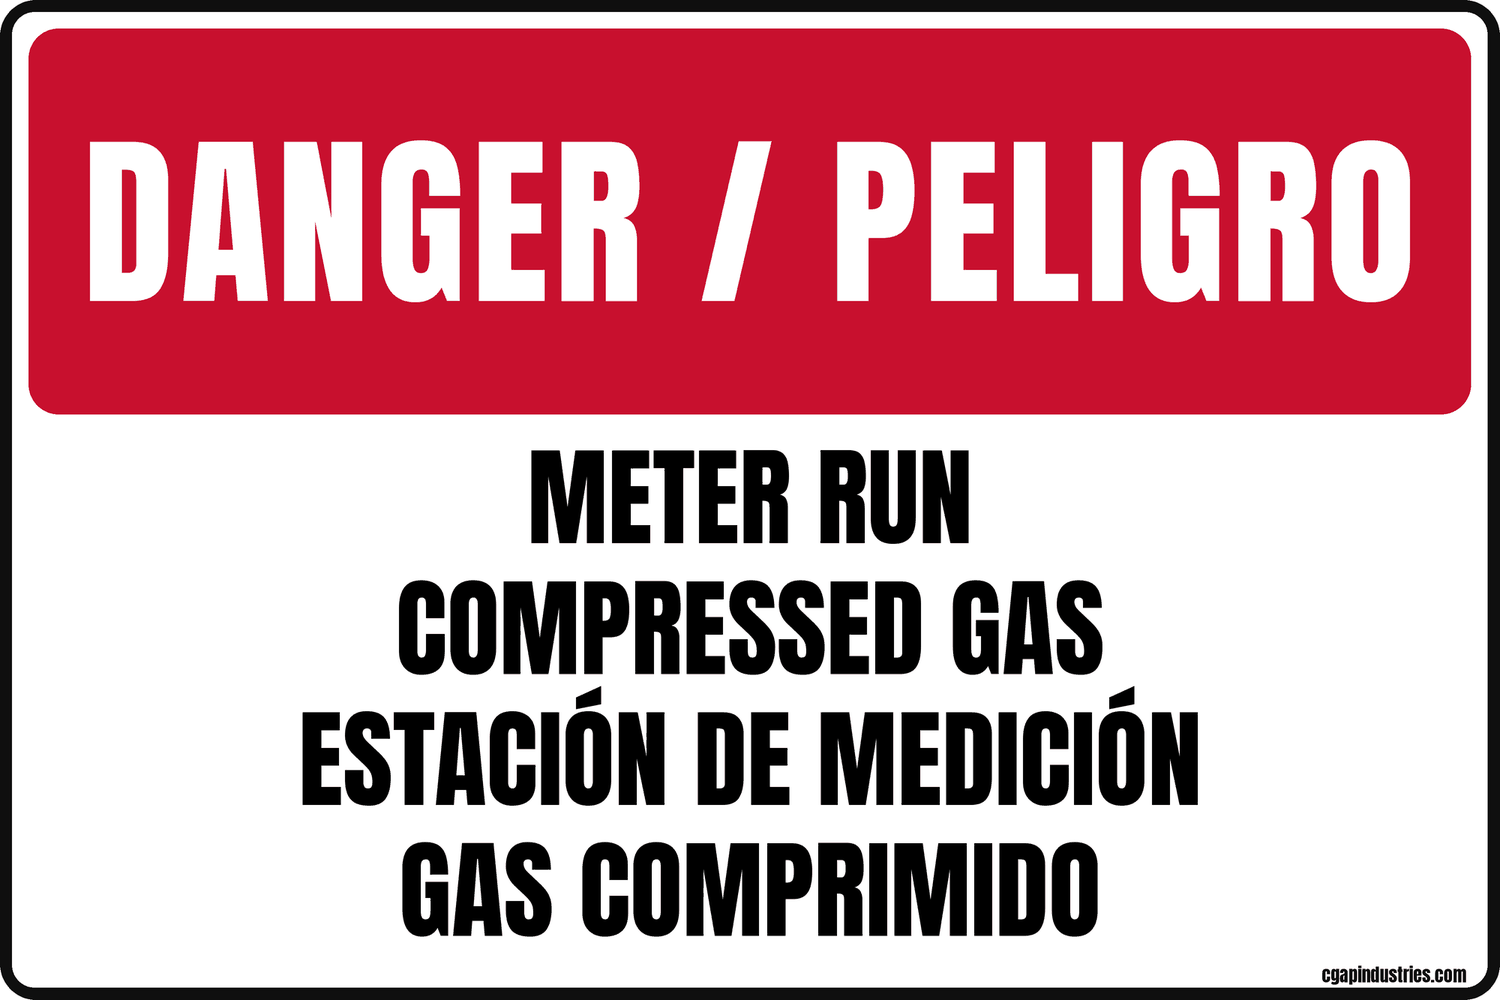 DANGER / PELIGRO
METER RUN
COMPRESSED GAS
ESTACIÓN DE MEDICIÓN
GAS COMPRIMIDO
cgapindustries.com